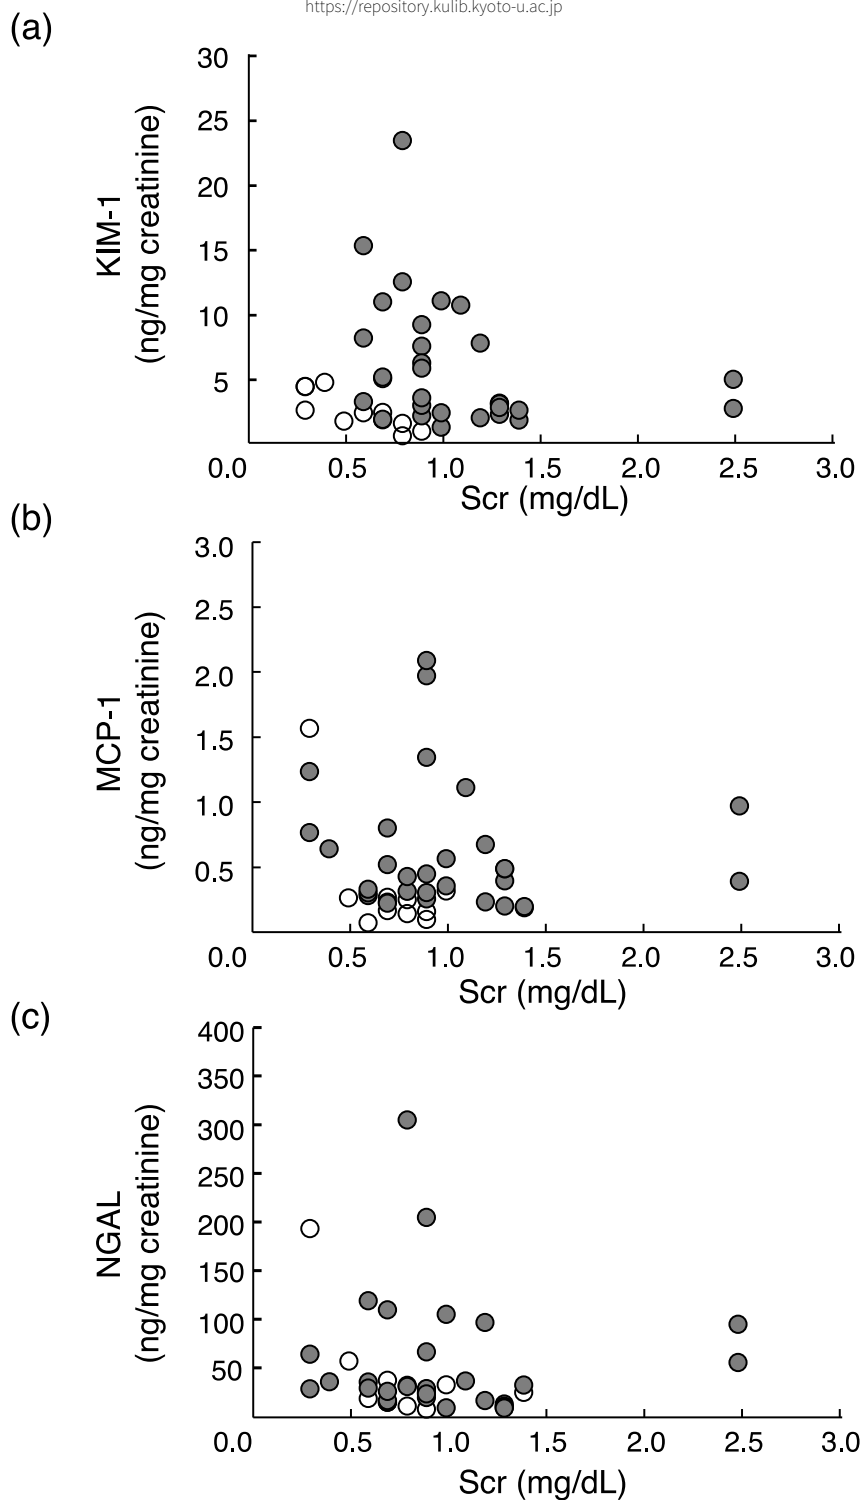 https://repository.kulib.kyoto-u.ac.jp
(a)
KIM-1
(ng/mg creatinine)
30
25
20
15
10
5
0.0 0.5 1.0 1.5 2.0 2.5 3.0
Scr (mg/dL)
(b)
MCP-1
(ng/mg creatinine)
3.0
2.5
2.0
1.5
1.0
0.5
0.0 0.5 1.0 1.5 2.0 2.5 3.0
Scr (mg/dL)
(c)
NGAL
(ng/mg creatinine)
400
350
300
250
200
150
100
50
0.0 0.5 1.0 1.5 2.0 2.5 3.0
Scr (mg/dL)